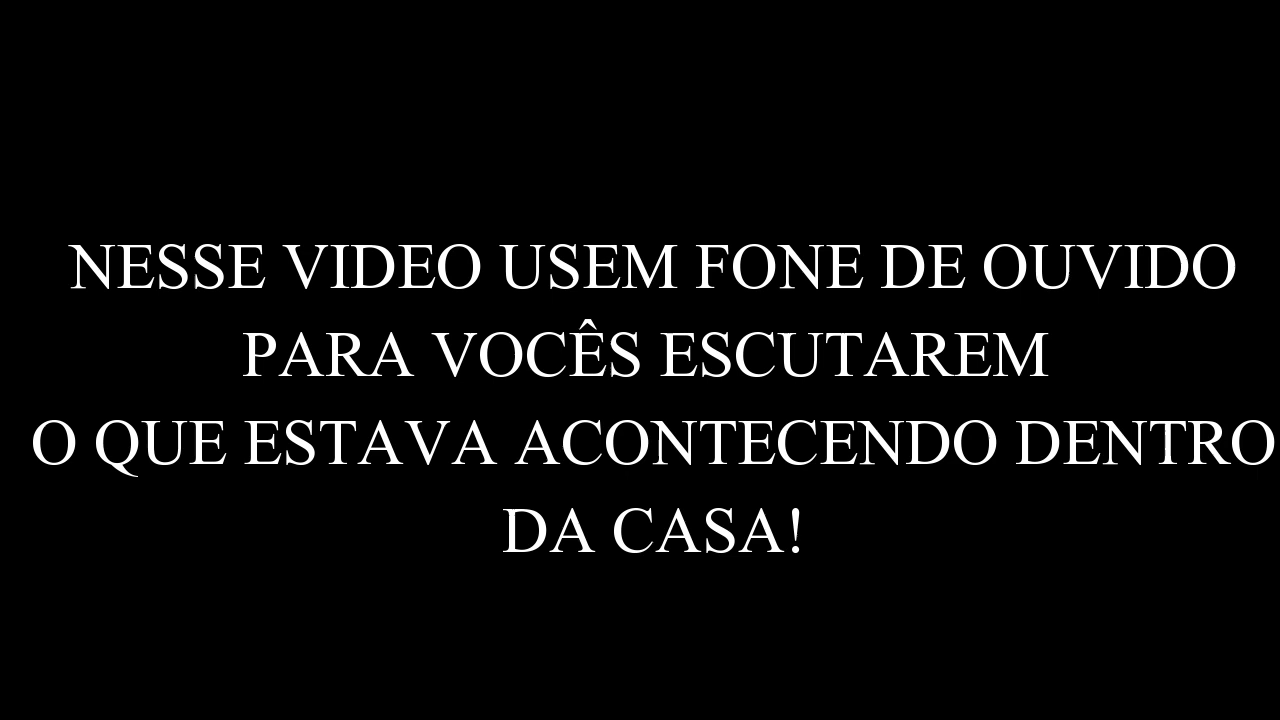 NESSE VIDEO USEM FONE DE OUVIDO
PARA VOCÊS ESCUTAREM
O QUE ESTAVA ACONTECENDO DENTRO
DA CASA!